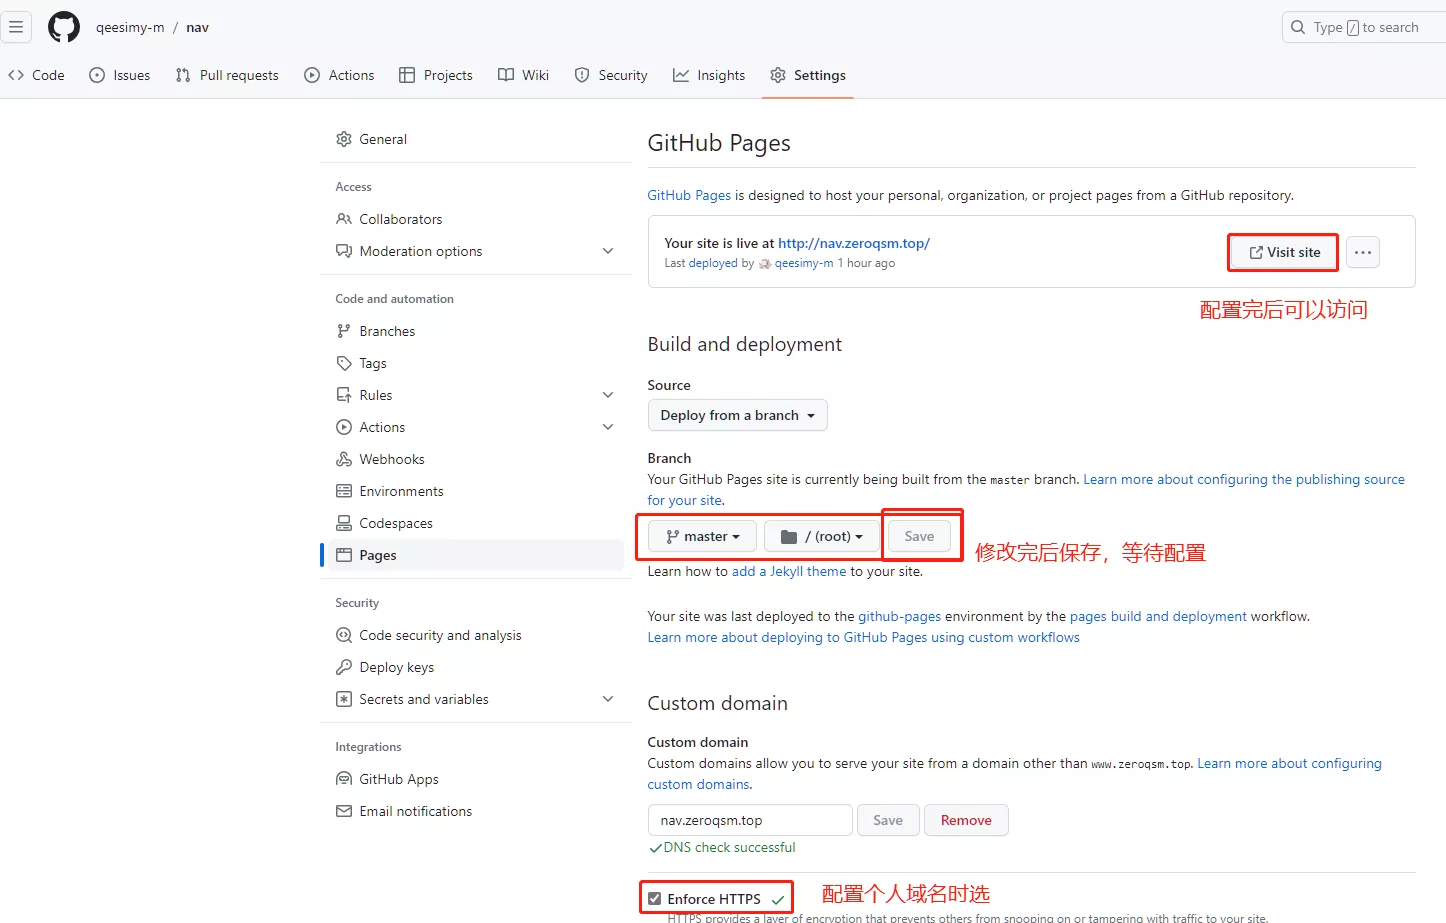 qeesimy-m / nav
Type / to search
Code Issues Pull requests Actions Projects Wiki Security Insights Settings
General
Access
Collaborators
Moderation options
Code and automation
Branches
Tags
Rules
Actions
Webhooks
Environments
Codespaces
Pages
Security
Code security and analysis
Deploy keys
Secrets and variables
Integrations
GitHub Apps
Email notifications
GitHub Pages
GitHub Pages is designed to host your personal, organization, or project pages from a GitHub repository.
Your site is live at http://nav.zeroqsm.top/
Last deployed by qeesimy-m 1 hour ago
Visit site
配置完后可以访问
Build and deployment
Source
Deploy from a branch
Branch
Your GitHub Pages site is currently being built from the master branch. Learn more about configuring the publishing source
for your site.
master / (root) Save
修改完后保存，等待配置
Learn how to add a Jekyll theme to your site.
Your site was last deployed to the github-pages environment by the pages build and deployment workflow.
Learn more about deploying to GitHub Pages using custom workflows
Custom domain
Custom domain
Custom domains allow you to serve your site from a domain other than www.zeroqsm.top. Learn more about configuring
custom domains.
nav.zeroqsm.top Save Remove
DNS check successful
Enforce HTTPS
配置个人域名时选
HTTPS provides a layer of encryption that prevents others from snooping on or tampering with traffic to your site.